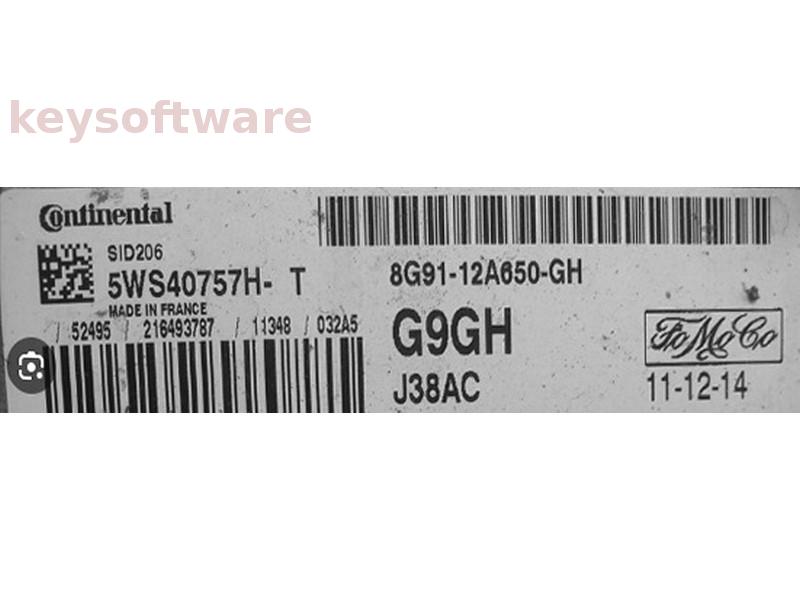 keysoftware
Continental
SID206
5WS40757H- T
MADE IN FRANCE
/ 52495 / 216493787 / 11348 / 032A5
8G91-12A650-GH
G9GH
J38AC
FoMoCo
11-12-14